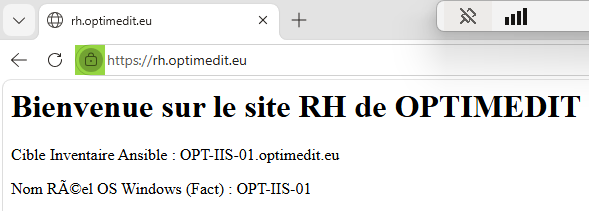 rh.optimedit.eu
https://rh.optimedit.eu
Bienvenue sur le site RH de OPTIMEDIT
Cible Inventaire Ansible : OPT-IIS-01.optimedit.eu
Nom RÃ©el OS Windows (Fact) : OPT-IIS-01